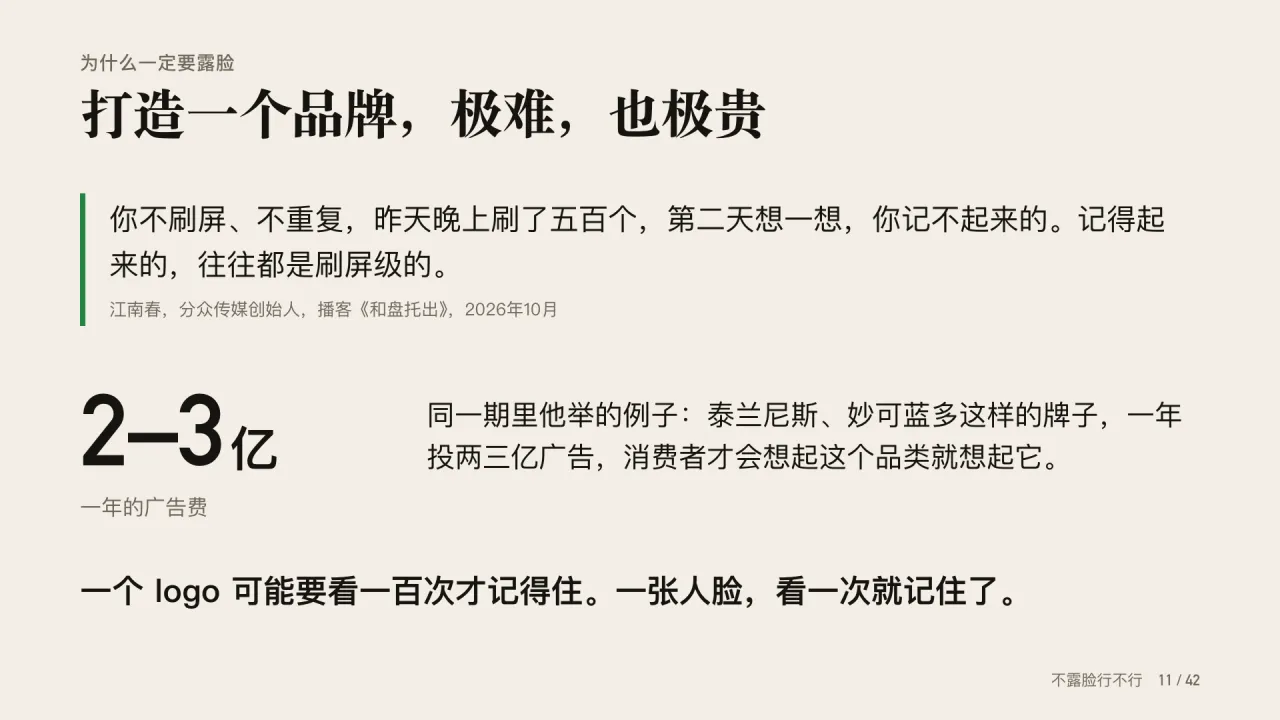 为什么一定要露脸
打造一个品牌，极难，也极贵
你不刷屏、不重复，昨天晚上刷了五百个，第二天想一想，你记不起来的。记得起
来的，往往都是刷屏级的。
江南春，分众传媒创始人，播客《和盘托出》，2026年10月
2—3亿
同一期里他举的例子：泰兰尼斯、妙可蓝多这样的牌子，一年
投两三亿广告，消费者才会想起这个品类就想起它。
一年的广告费
一个 logo 可能要看一百次才记得住。一张人脸，看一次就记住了。
不露脸行不行 11 / 42